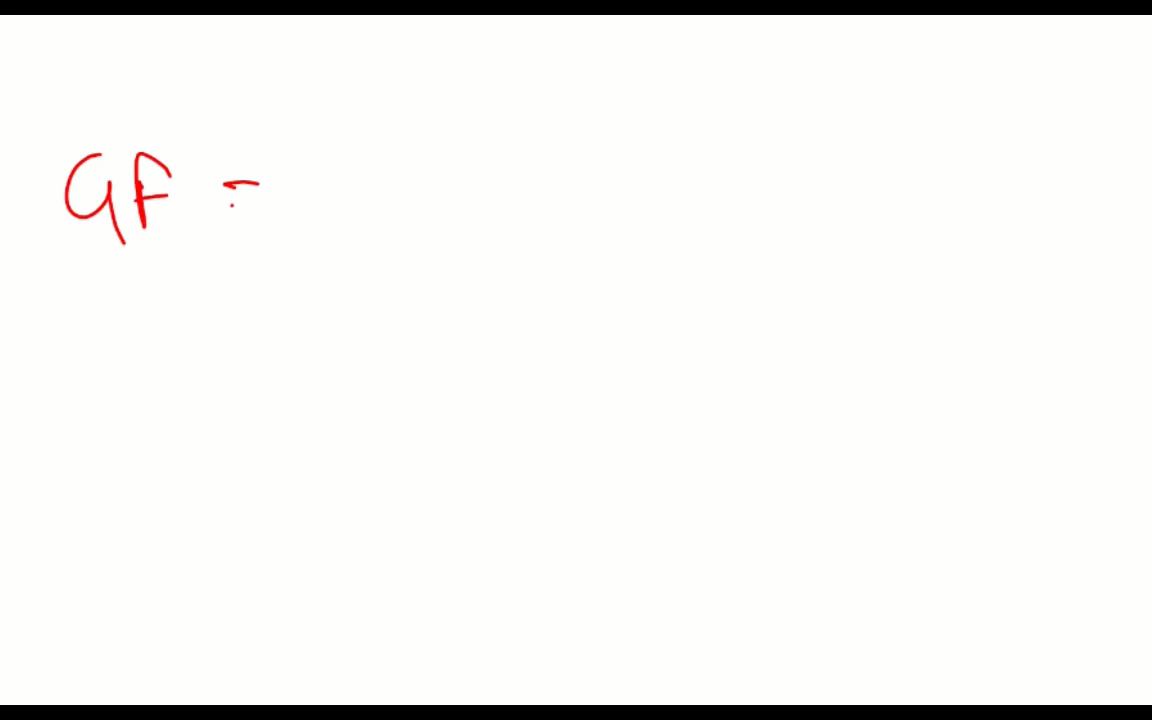 GF =